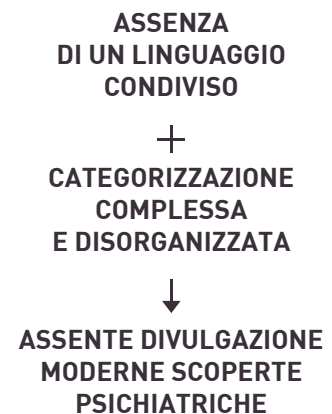 ASSENZA
DI UN LINGUAGGIO
CONDIVISO
+
CATEGORIZZAZIONE
COMPLESSA
E DISORGANIZZATA
↓
ASSENTE DIVULGAZIONE
MODERNE SCOPERTE
PSICHIATRICHE